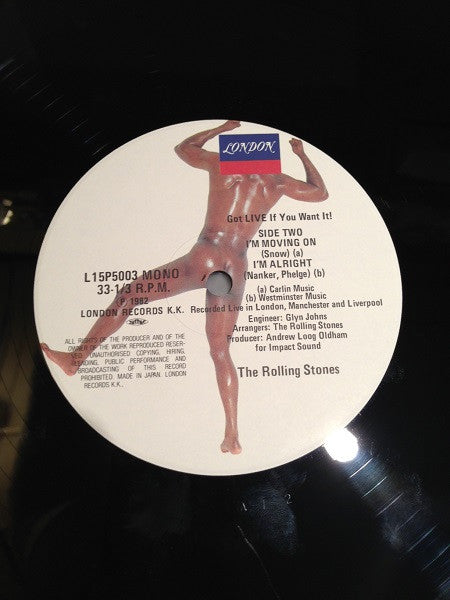 LONDON
Got LIVE If You Want It!
SIDE TWO
I'M MOVING ON
(Snow) (a)
I'M ALRIGHT
(Nanker, Phelge) (b)
(a) Carlin Music
(b) Westminster Music
Recorded Live in London, Manchester and Liverpool
Engineer: Glyn Johns
Arrangers: The Rolling Stones
Producer: Andrew Loog Oldham
for Impact Sound
The Rolling Stones
L15P5003 MONO
33-1/3 R.P.M.
℗ 1982
LONDON RECORDS K.K.
ALL RIGHTS OF THE PRODUCER AND OF THE
OWNER OF THE WORK REPRODUCED RESER-
VED. UNAUTHORISED COPYING, HIRING,
LENDING, PUBLIC PERFORMANCE AND
BROADCASTING OF THIS RECORD
PROHIBITED. MADE IN JAPAN. LONDON
RECORDS K.K.